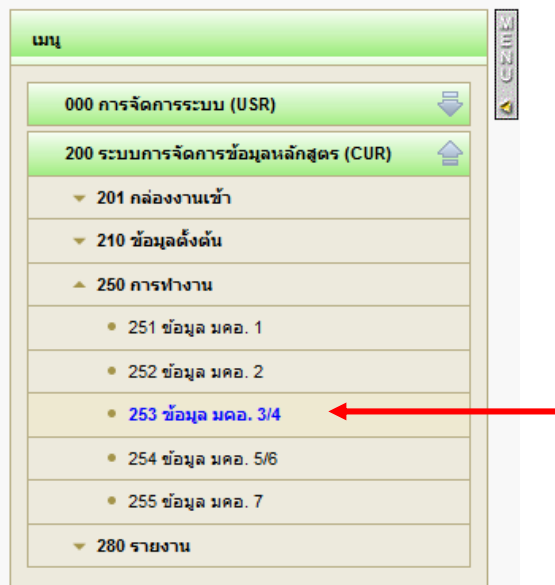 เมนู
MENU
000 การจัดการระบบ (USR)
200 ระบบการจัดการข้อมูลหลักสูตร (CUR)
201 กล่องงานเข้า
210 ข้อมูลตั้งต้น
250 การทำงาน
251 ข้อมูล มคอ. 1
252 ข้อมูล มคอ. 2
253 ข้อมูล มคอ. 3/4
254 ข้อมูล มคอ. 5/6
255 ข้อมูล มคอ. 7
280 รายงาน